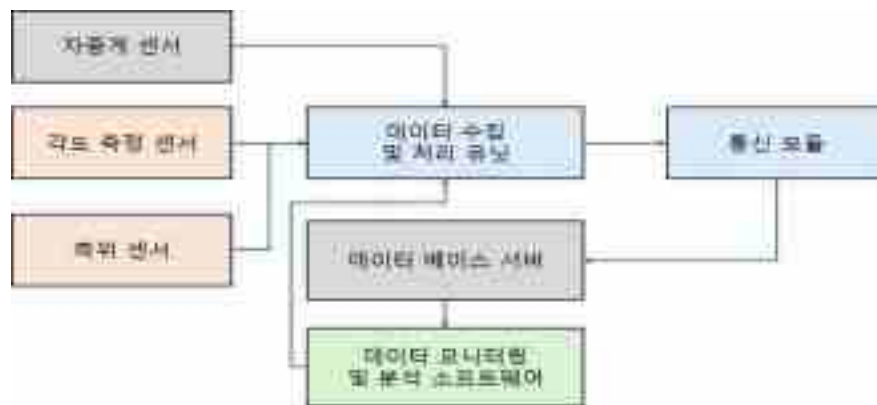 자중계 센서
각도 측정 센서
측위 센서
데이터 수집
및 처리 유닛
통신 모듈
데이터 베이스 서버
데이터 모니터링
및 분석 소프트웨어